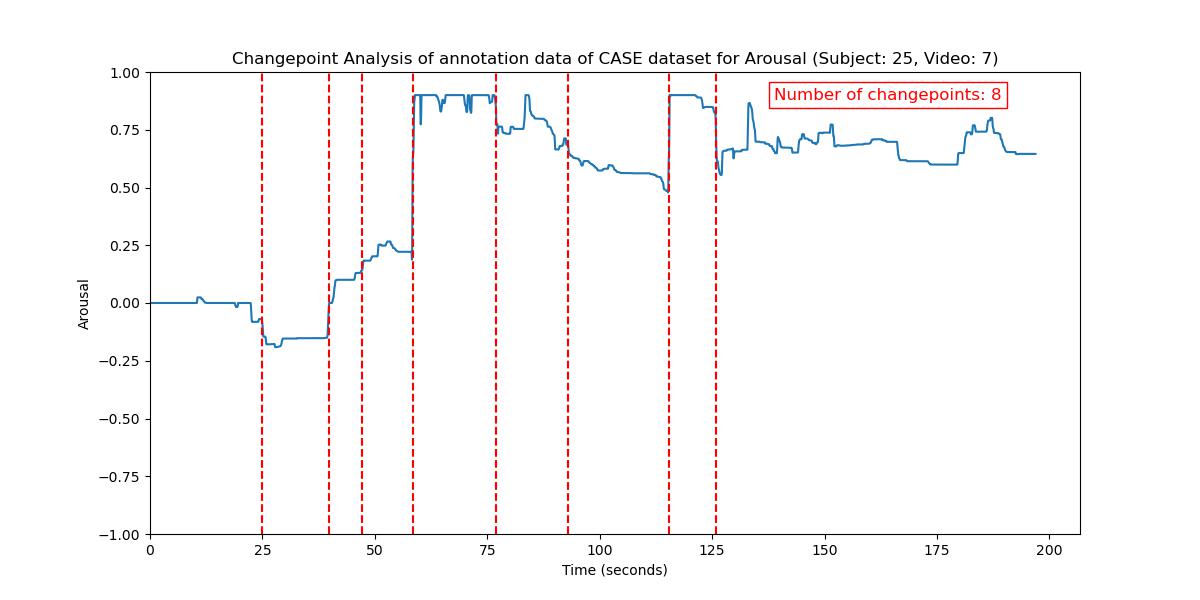 Changepoint Analysis of annotation data of CASE dataset for Arousal (Subject: 25, Video: 7)
Number of changepoints: 8
1.00
0.75
0.50
0.25
0.00
−0.25
−0.50
−0.75
−1.00
Arousal
0 25 50 75 100 125 150 175 200
Time (seconds)